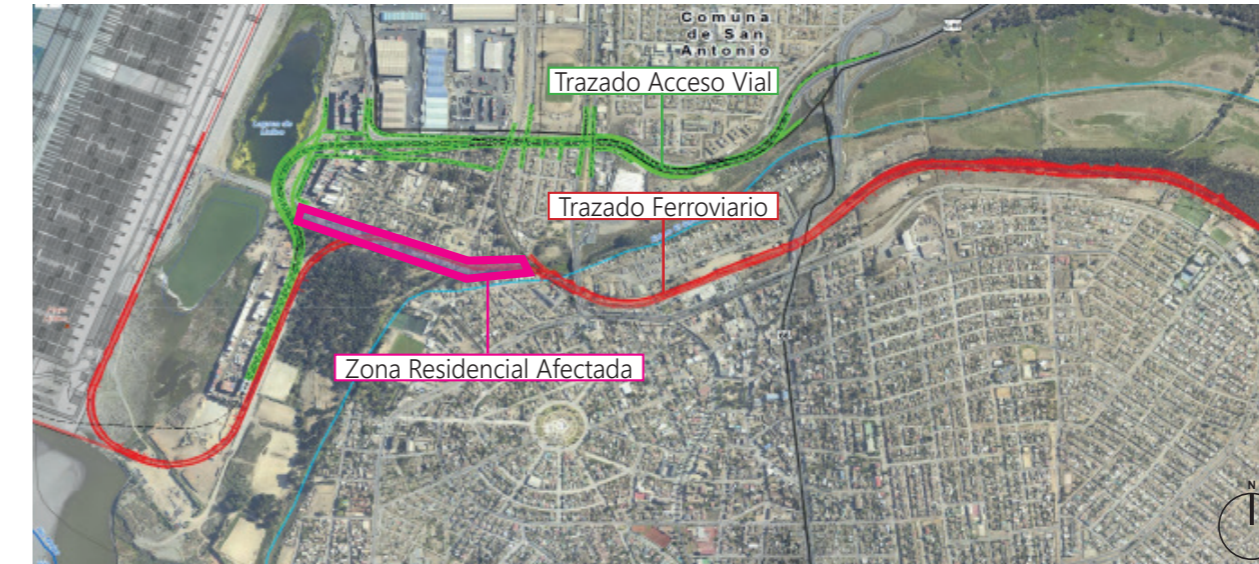 Comuna
de San
Antonio
Trazado Acceso Vial
Trazado Ferroviario
Zona Residencial Afectada
N